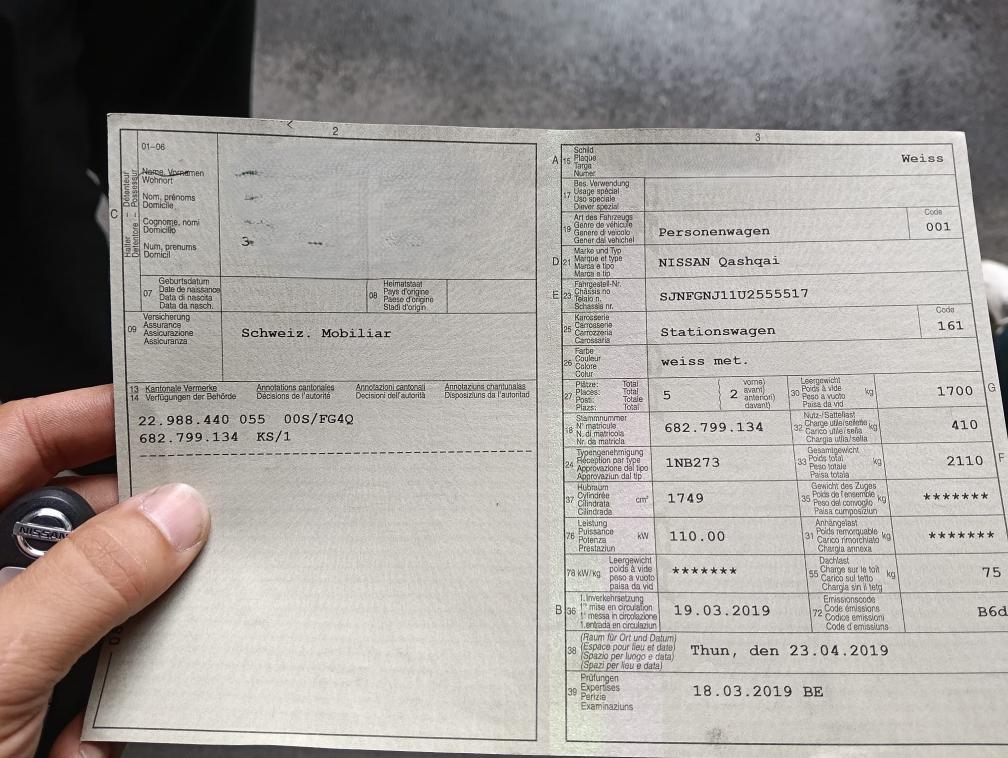 2
01-06
C
Halter – Détenteur
Detentore – Possessur
Name, Vornamen
Wohnort
Nom, prénoms
Domicile
Cognome, nomi
Domicilio
Num, prenums
Domicil
3
07
Geburtsdatum
Date de naissance
Data di nascita
Data da nasch.
08
Heimatstaat
Pays d'origine
Paese d'origine
Stadi d'origin
09
Versicherung
Assurance
Assicurazione
Assicuranza
Schweiz. Mobiliar
13 Kantonale Vermerke Annotations cantonales Annotazioni cantonali Annotaziuns chantunalas
14 Verfügungen der Behörde Décisions de l'autorité Decisioni dell'autorità Disposiziuns da l'autoritad
22.988.440 055 00S/FG4Q
682.799.134 KS/1
NISSAN
3
A 15
Schild
Plaque
Targa
Numer
Weiss
17
Bes. Verwendung
Usage spécial
Uso speciale
Diever spezial
19
Art des Fahrzeugs
Genre de véhicule
Genere di veicolo
Gener dal vehichel
Personenwagen
Code
001
D 21
Marke und Typ
Marque et type
Marca e tipo
Marca e tip
NISSAN Qashqai
E 23
Fahrgestell-Nr.
Châssis no
Telaio n.
Schassis nr.
SJNFGNJ11U2555517
25
Karosserie
Carrosserie
Carrozzeria
Carossaria
Stationswagen
Code
161
26
Farbe
Couleur
Colore
Colur
weiss met.
27
Plätze: Total
Places: Total
Posti: Totale
Plazs: Total
5
2
vorne)
avant)
anteriori)
davant)
30
Leergewicht
Poids à vide
Peso a vuoto
Paisa da vid
kg
1700
G
18
Stammnummer
N° matricule
N. di matricola
Nr. da matricla
682.799.134
32
Nutz-/Sattellast
Charge utile/sellette
Carico utile/sella
Chargia utila/sella
kg
410
24
Typengenehmigung
Réception par type
Approvazione del tipo
Approvaziun dal tip
1NB273
33
Gesamtgewicht
Poids total
Peso totale
Paisa totala
kg
2110
F
37
Hubraum
Cylindrée
Cilindrata
Cilindrada
cm³
1749
35
Gewicht des Zuges
Poids de l'ensemble
Peso del convoglio
Paisa cumposiziun
kg
*******
76
Leistung
Puissance
Potenza
Prestaziun
kW
110.00
31
Anhängelast
Poids remorquable
Carico rimorchiato
Chargia annexa
kg
*******
78 kW/kg
Leergewicht
poids à vide
peso a vuoto
paisa da vid
*******
55
Dachlast
Charge sur le toit
Carico sul tetto
Chargia sin il tetg
kg
75
B 36
1. Inverkehrsetzung
1re mise en circulation
1a messa in circolazione
1. entrada en circulaziun
19.03.2019
72
Emissionscode
Code émissions
Codice emissioni
Code d'emissiuns
B6d
38
(Raum für Ort und Datum)
(Espace pour lieu et date)
(Spazio per luogo e data)
(Spazi per lieu e data)
Thun, den 23.04.2019
39
Prüfungen
Expertises
Perizie
Examinaziuns
18.03.2019 BE